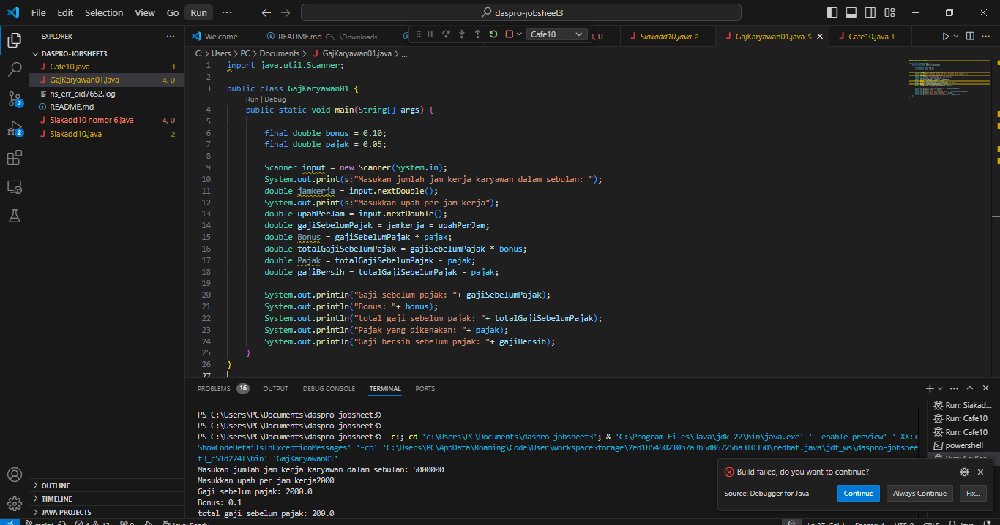 File Edit Selection View Go Run ··· daspro-jobsheet3
EXPLORER ···
DASPRO-JOBSHEET3
Cafe10.java 1
GajKaryawan01.java 4, U
hs_err_pid7652.log
README.md
Siakadd10 nomor 6.java 4, U
Siakadd10.java 2
OUTLINE
TIMELINE
JAVA PROJECTS
2
2
Welcome README.md C:\...\Downloads Cafe10 4, U Siakadd10.java 2 GajKaryawan01.java 5 Cafe10.java 1
C: > Users > PC > Documents > GajKaryawan01.java > ...
1 import java.util.Scanner;
2
3 public class GajKaryawan01 {
Run | Debug
4 public static void main(String[] args) {
5
6 final double bonus = 0.10;
7 final double pajak = 0.05;
8
9 Scanner input = new Scanner(System.in);
10 System.out.print(s:"Masukan jumlah jam kerja karyawan dalam sebulan: ");
11 double jamkerja = input.nextDouble();
12 System.out.print(s:"Masukkan upah per jam kerja");
13 double upahPerJam = input.nextDouble();
14 double gajiSebelumPajak = jamkerja = upahPerJam;
15 double Bonus = gajiSebelumPajak * pajak;
16 double totalGajiSebelumPajak = gajiSebelumPajak * bonus;
17 double Pajak = totalGajiSebelumPajak - pajak;
18 double gajiBersih = totalGajiSebelumPajak - pajak;
19
20 System.out.println("Gaji sebelum pajak: "+ gajiSebelumPajak);
21 System.out.println("Bonus: "+ bonus);
22 System.out.println("total gaji sebelum pajak: "+ totalGajiSebelumPajak);
23 System.out.println("Pajak yang dikenakan: "+ pajak);
24 System.out.println("Gaji bersih sebelum pajak: "+ gajiBersih);
25 }
26 }
27
PROBLEMS 16 OUTPUT DEBUG CONSOLE TERMINAL PORTS
PS C:\Users\PC\Documents\daspro-jobsheet3>
PS C:\Users\PC\Documents\daspro-jobsheet3>
PS C:\Users\PC\Documents\daspro-jobsheet3> c:; cd 'c:\Users\PC\Documents\daspro-jobsheet3'; & 'C:\Program Files\Java\jdk-22\bin\java.exe' '--enable-preview' '-XX:+
ShowCodeDetailsInExceptionMessages' '-cp' 'C:\Users\PC\AppData\Roaming\Code\User\workspaceStorage\2ed185460210b7a3b5d86725ba3f0350\redhat.java\jdt_ws\daspro-jobshee
t3_c51d224f\bin' 'GajKaryawan01'
Masukan jumlah jam kerja karyawan dalam sebulan: 5000000
Masukkan upah per jam kerja2000
Gaji sebelum pajak: 2000.0
Bonus: 0.1
total gaji sebelum pajak: 200.0
Run: Siakad...
Run: Cafe10
Run: Cafe10
powershell
Run: GajKar...
Build failed, do you want to continue?
Source: Debugger for Java
Continue Always Continue Fix...